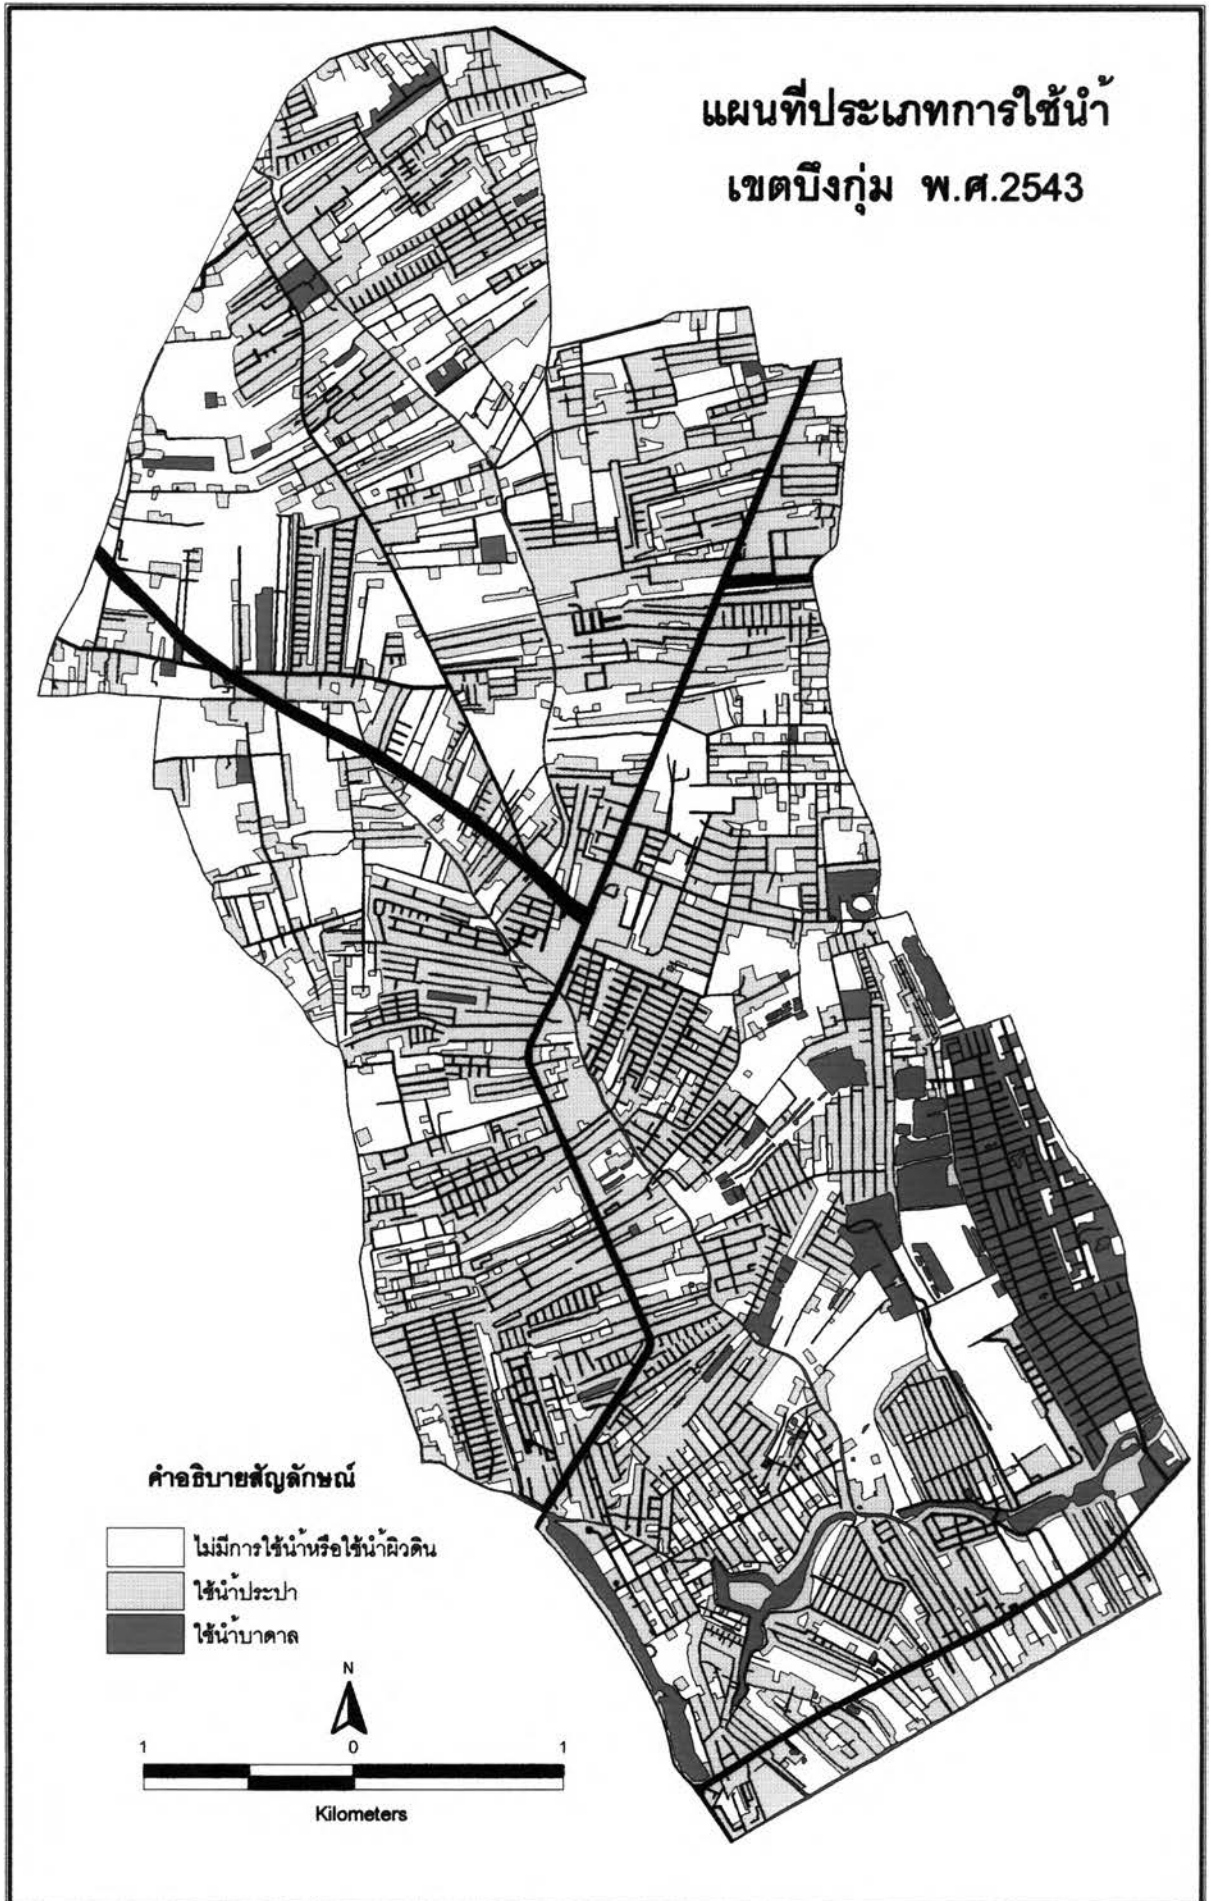 แผนที่ประเภทการใช้น้ำ
เขตบึงกุ่ม พ.ศ.2543
คำอธิบายสัญลักษณ์
ไม่มีการใช้น้ำหรือใช้น้ำผิวดิน
ใช้น้ำประปา
ใช้น้ำบาดาล
N
1 0 1
Kilometers